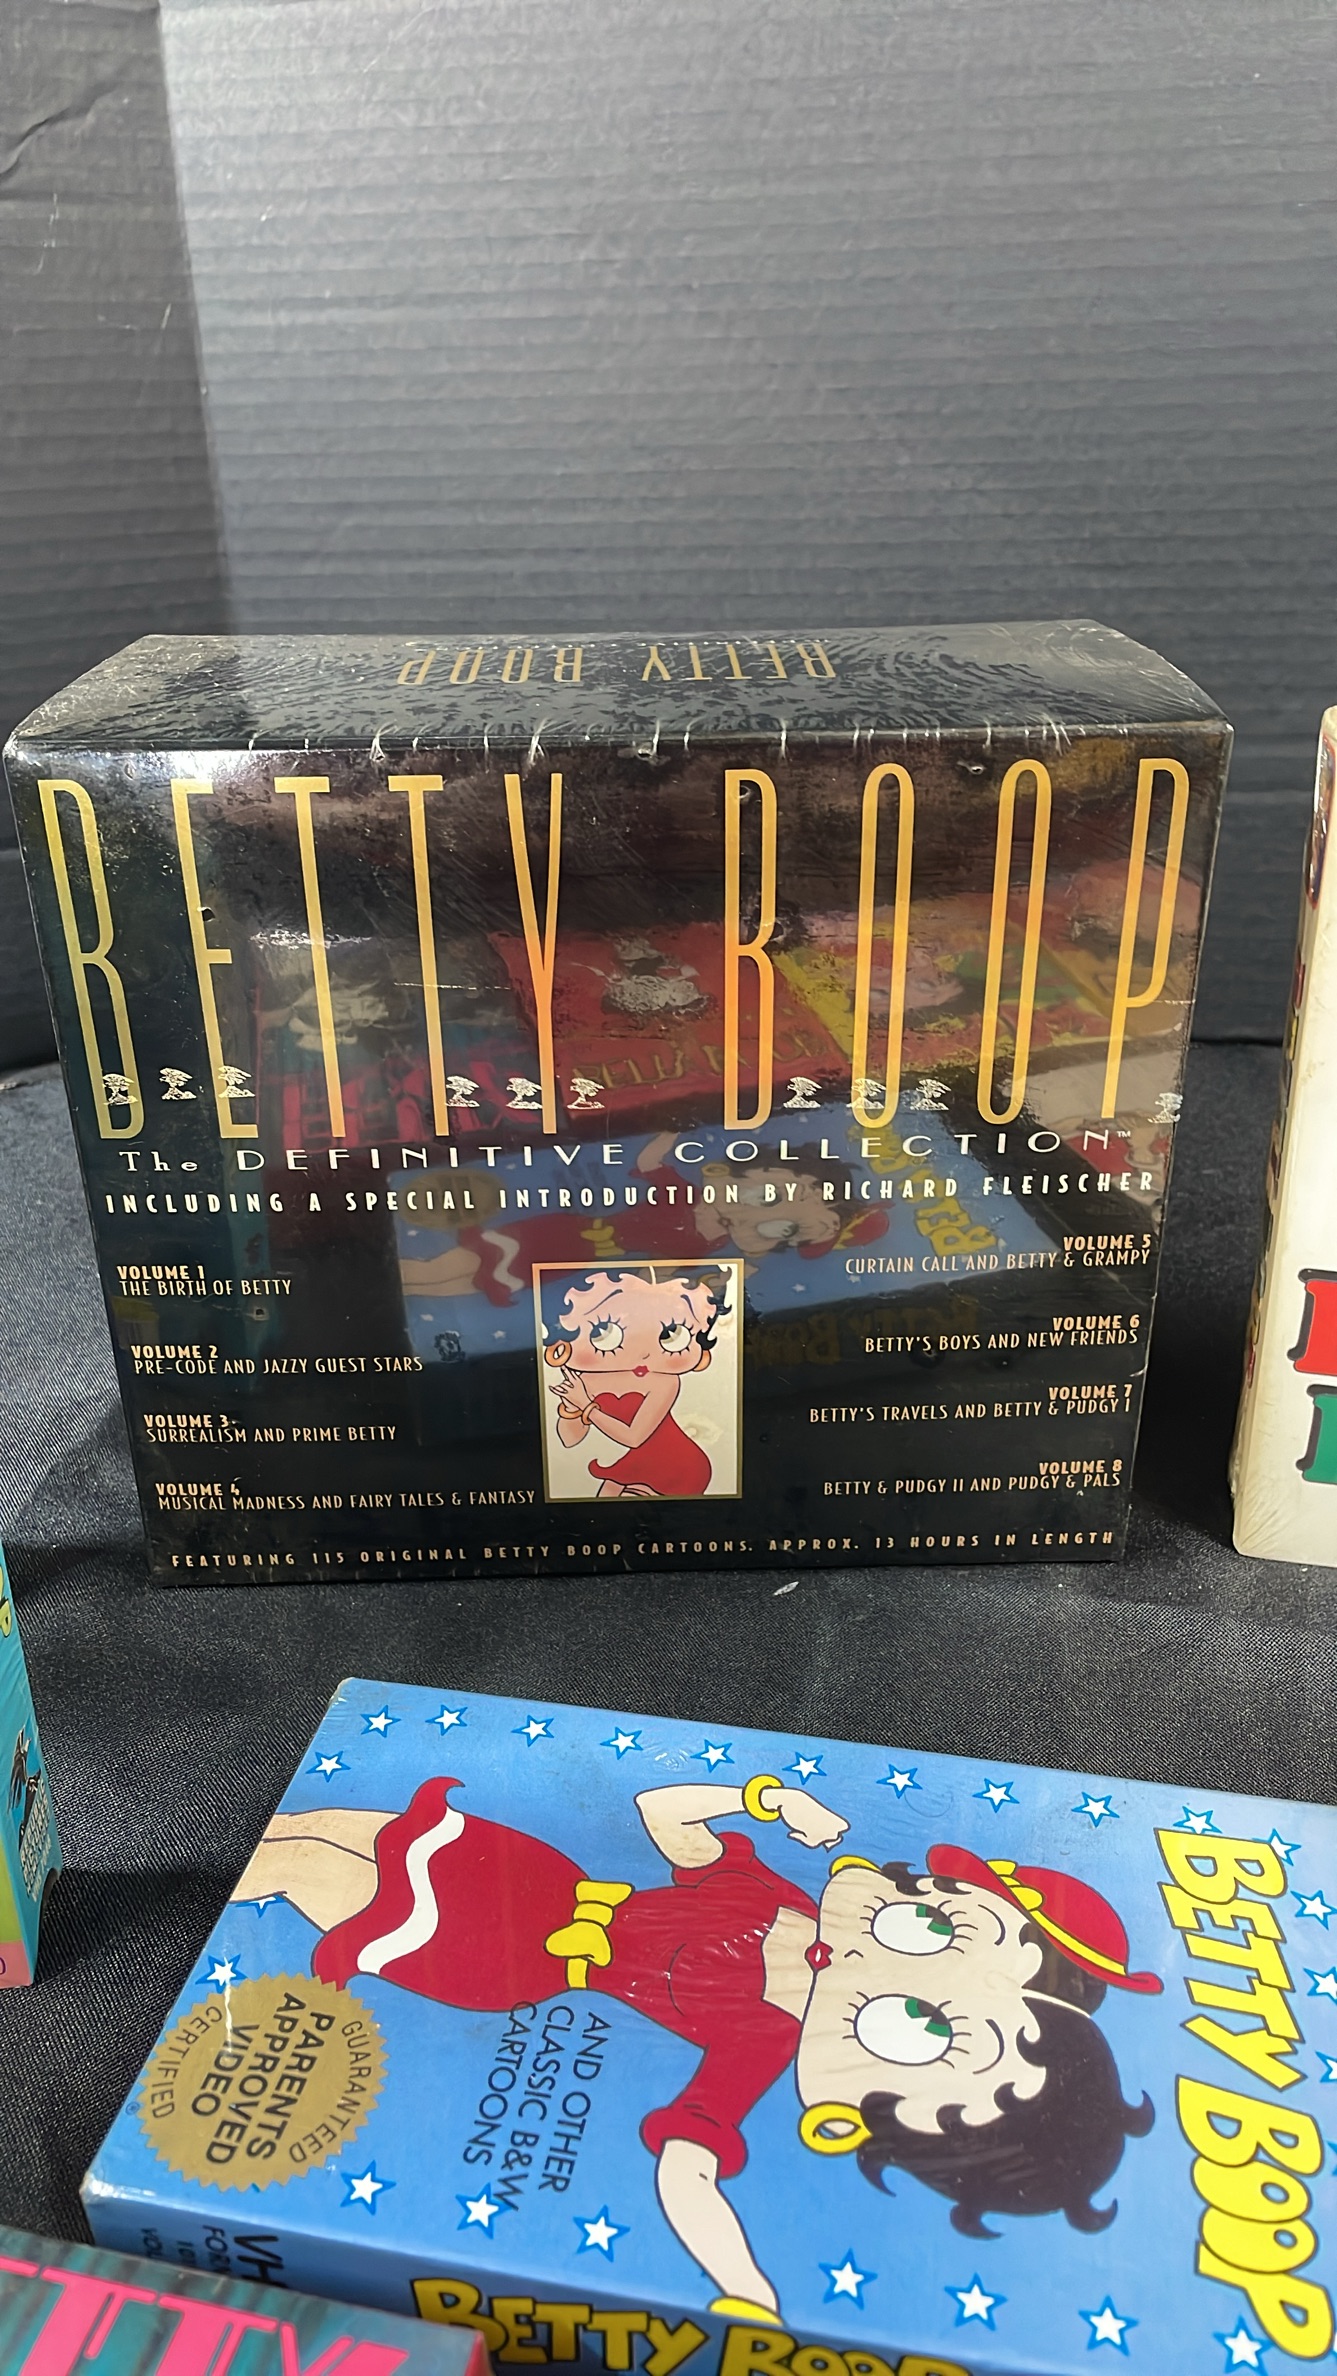 BETTY BOOP
BETTY BOOP
The DEFINITIVE COLLECTION™
INCLUDING A SPECIAL INTRODUCTION BY RICHARD FLEISCHER
VOLUME 1
THE BIRTH OF BETTY
VOLUME 2
PRE-CODE AND JAZZY GUEST STARS
VOLUME 3
SURREALISM AND PRIME BETTY
VOLUME 4
MUSICAL MADNESS AND FAIRY TALES & FANTASY
VOLUME 5
CURTAIN CALL AND BETTY & GRAMPY
VOLUME 6
BETTY'S BOYS AND NEW FRIENDS
VOLUME 7
BETTY'S TRAVELS AND BETTY & PUDGY I
VOLUME 8
BETTY & PUDGY II AND PUDGY & PALS
FEATURING 115 ORIGINAL BETTY BOOP CARTOONS. APPROX. 13 HOURS IN LENGTH
BETTY BOOP
AND OTHER
CLASSIC B&W
CARTOONS
GUARANTEED
PARENTS
APPROVED
VIDEO
CERTIFIED
®
BETTY BOOP